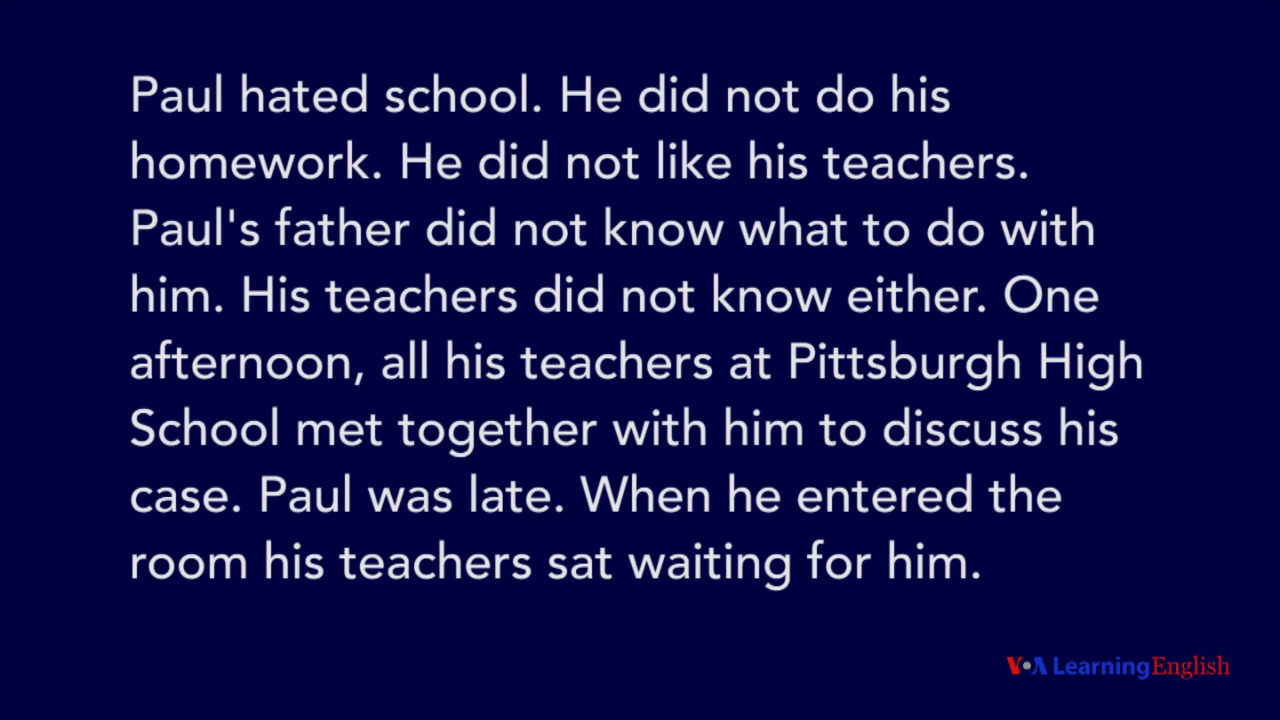 Paul hated school. He did not do his
homework. He did not like his teachers.
Paul's father did not know what to do with
him. His teachers did not know either. One
afternoon, all his teachers at Pittsburgh High
School met together with him to discuss his
case. Paul was late. When he entered the
room his teachers sat waiting for him.
VOA Learning English